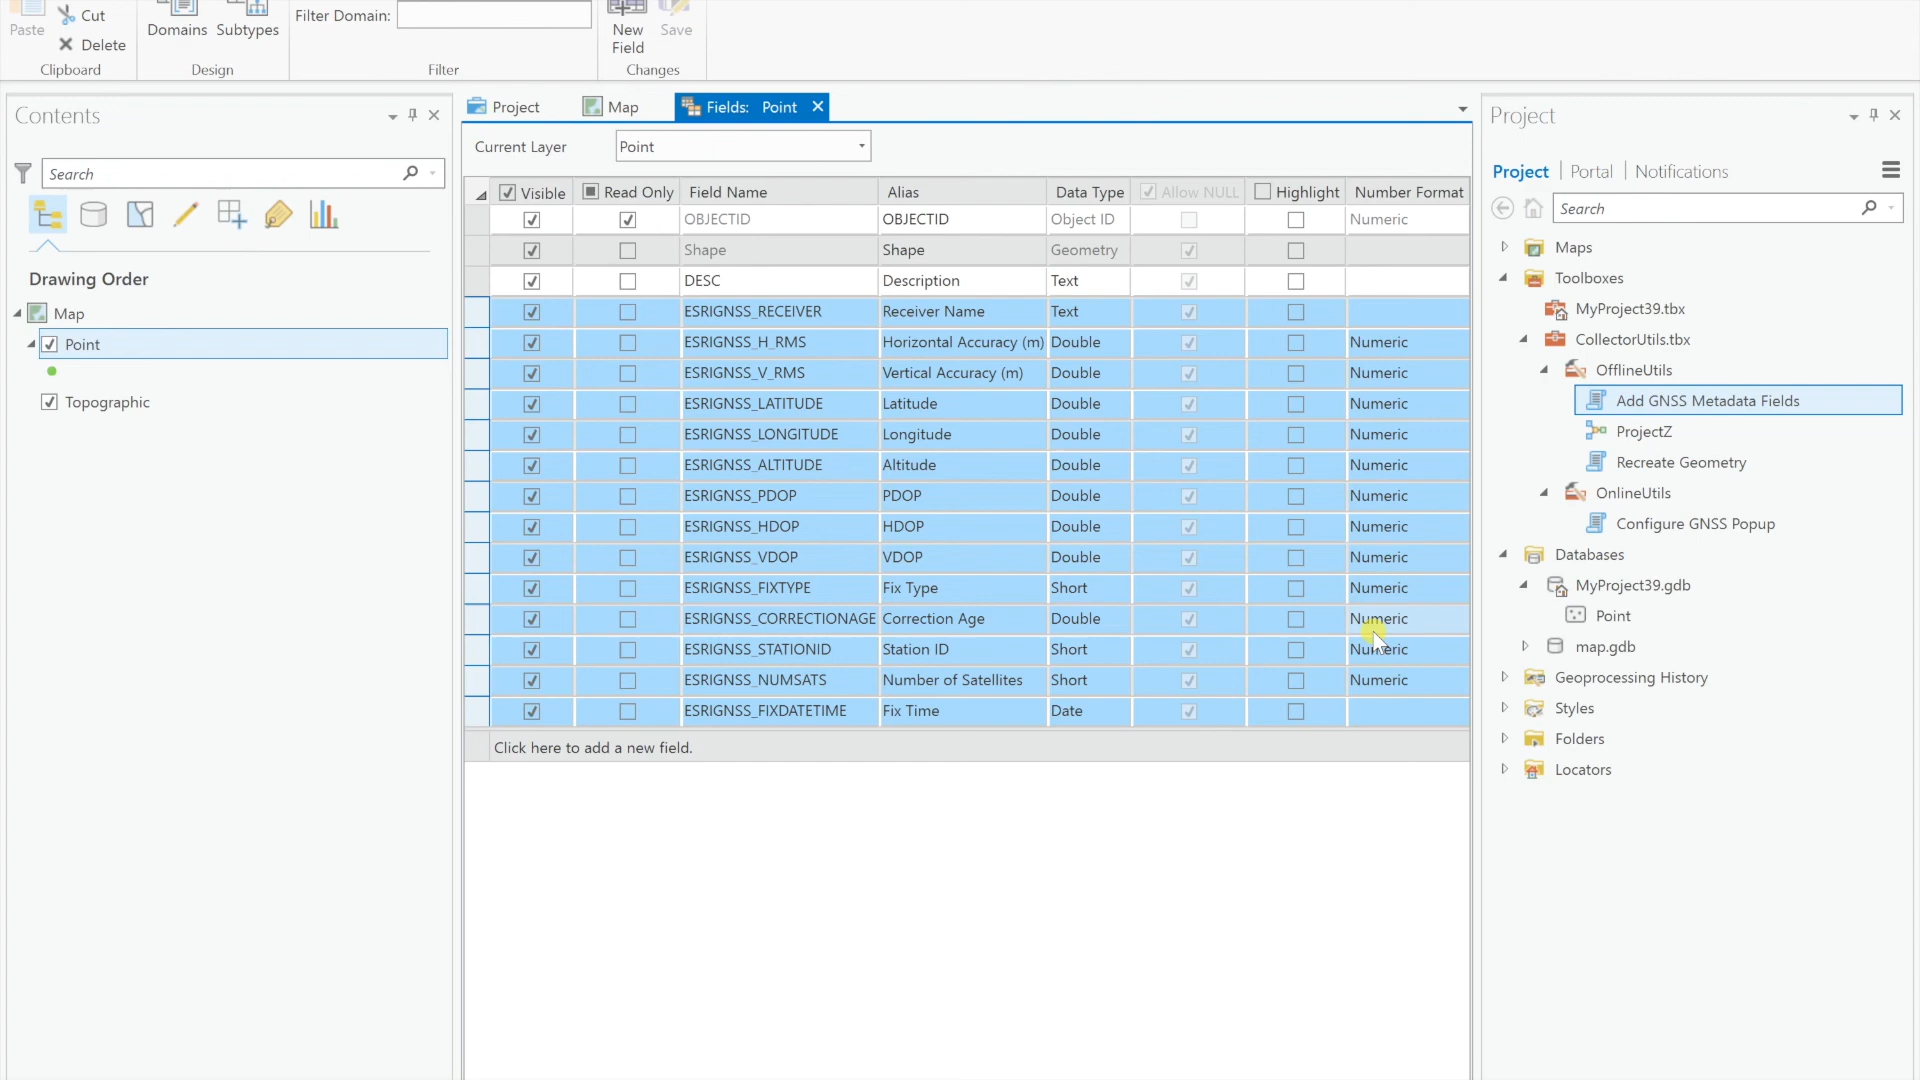 Paste
Cut
Delete
Clipboard
Domains Subtypes
Design
Filter Domain:
Filter
New
Field
Save
Changes
Contents
Search
Drawing Order
Map
Point
Topographic
Project
Map
Fields: Point
Current Layer Point
Visible Read Only Field Name Alias Data Type Allow NULL Highlight Number Format
OBJECTID OBJECTID Object ID Numeric
Shape Shape Geometry
DESC Description Text
ESRIGNSS_RECEIVER Receiver Name Text
ESRIGNSS_H_RMS Horizontal Accuracy (m) Double Numeric
ESRIGNSS_V_RMS Vertical Accuracy (m) Double Numeric
ESRIGNSS_LATITUDE Latitude Double Numeric
ESRIGNSS_LONGITUDE Longitude Double Numeric
ESRIGNSS_ALTITUDE Altitude Double Numeric
ESRIGNSS_PDOP PDOP Double Numeric
ESRIGNSS_HDOP HDOP Double Numeric
ESRIGNSS_VDOP VDOP Double Numeric
ESRIGNSS_FIXTYPE Fix Type Short Numeric
ESRIGNSS_CORRECTIONAGE Correction Age Double Numeric
ESRIGNSS_STATIONID Station ID Short Numeric
ESRIGNSS_NUMSATS Number of Satellites Short Numeric
ESRIGNSS_FIXDATETIME Fix Time Date
Click here to add a new field.
Project
Project Portal Notifications
Search
Maps
Toolboxes
MyProject39.tbx
CollectorUtils.tbx
OfflineUtils
Add GNSS Metadata Fields
ProjectZ
Recreate Geometry
OnlineUtils
Configure GNSS Popup
Databases
MyProject39.gdb
Point
map.gdb
Geoprocessing History
Styles
Folders
Locators